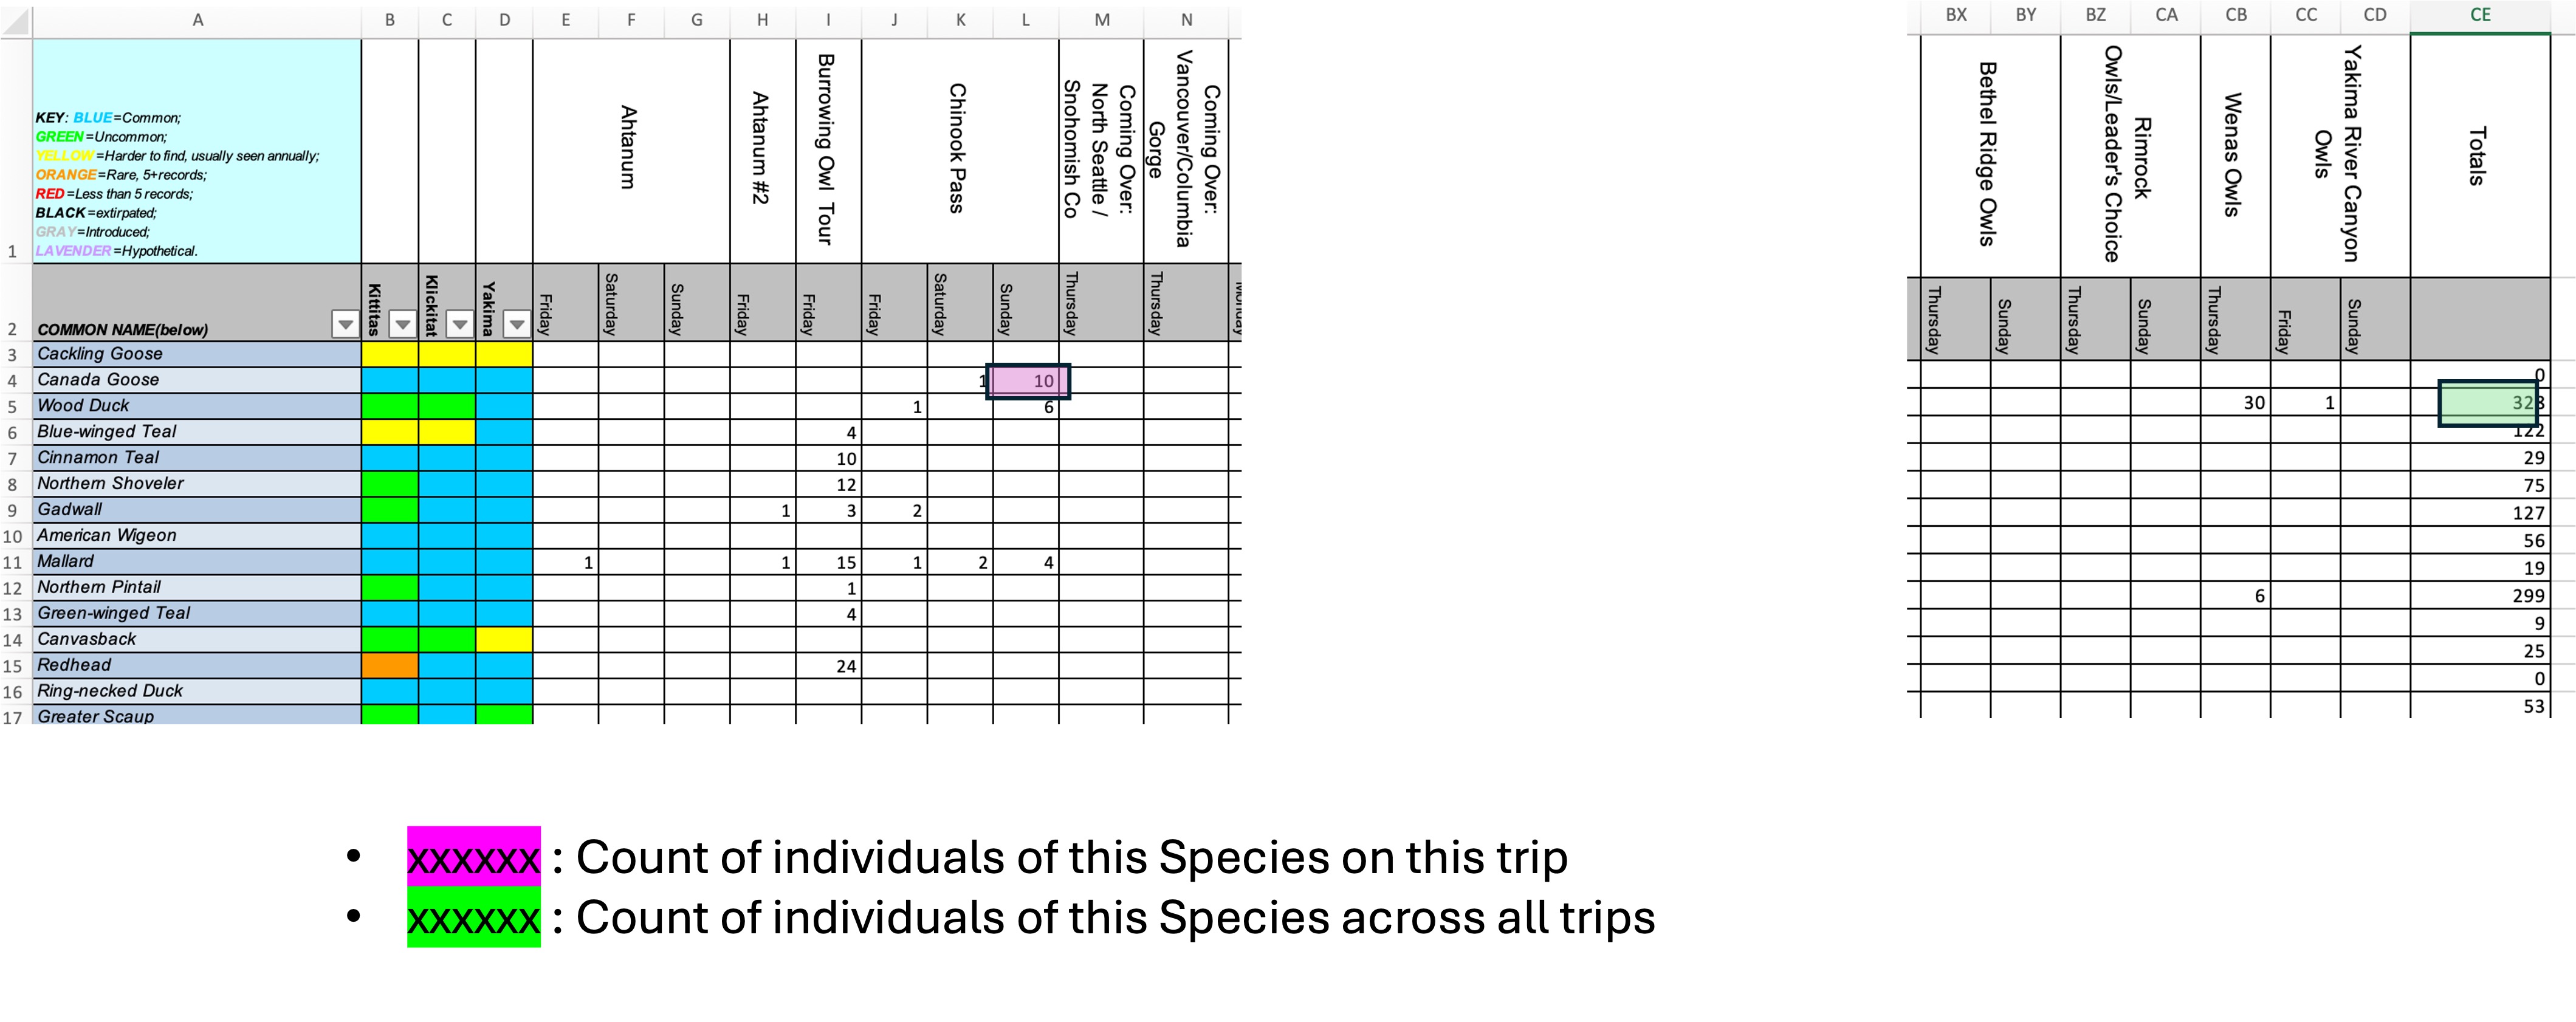 A B C D E F G H I J K L M N
BX BY BZ CA CB CC CD CE
1
KEY: BLUE=Common;
GREEN=Uncommon;
YELLOW=Harder to find, usually seen annually;
ORANGE=Rare, 5+records;
RED=Less than 5 records;
BLACK=extirpated;
GRAY=Introduced;
LAVENDER=Hypothetical.
Ahtanum
Ahtanum #2
Burrowing Owl Tour
Chinook Pass
Coming Over:
North Seattle /
Snohomish Co
Coming Over:
Vancouver/Columbia
Gorge
Bethel Ridge Owls
Rimrock
Owls/Leader's Choice
Wenas Owls
Yakima River Canyon
Owls
Totals
2 COMMON NAME(below) Kittitas Klickitat Yakima Friday Saturday Sunday Friday Friday Friday Saturday Sunday Thursday Thursday
Thursday Sunday Thursday Sunday Thursday Friday Sunday
3 Cackling Goose
4 Canada Goose 1 10
5 Wood Duck 1 6
6 Blue-winged Teal 4
7 Cinnamon Teal 10
8 Northern Shoveler 12
9 Gadwall 1 3 2
10 American Wigeon
11 Mallard 1 1 15 1 2 4
12 Northern Pintail 1
13 Green-winged Teal 4
14 Canvasback
15 Redhead 24
16 Ring-necked Duck
17 Greater Scaup
0
30 1 328
122
29
75
127
56
19
6 299
9
25
0
53
• xxxxxx : Count of individuals of this Species on this trip
• xxxxxx : Count of individuals of this Species across all trips